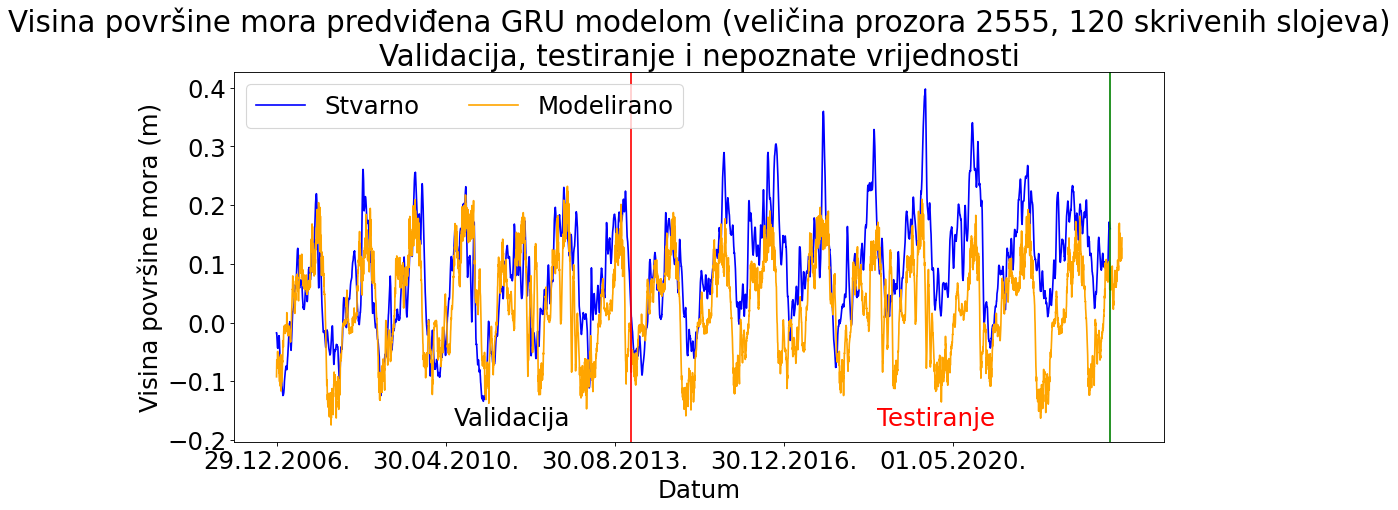 Visina površine mora predviđena GRU modelom (veličina prozora 2555, 120 skrivenih slojeva)
Validacija, testiranje i nepoznate vrijednosti
Stvarno Modelirano
Visina površine mora (m)
0.4
0.3
0.2
0.1
0.0
−0.1
−0.2
Validacija Testiranje
29.12.2006. 30.04.2010. 30.08.2013. 30.12.2016. 01.05.2020.
Datum